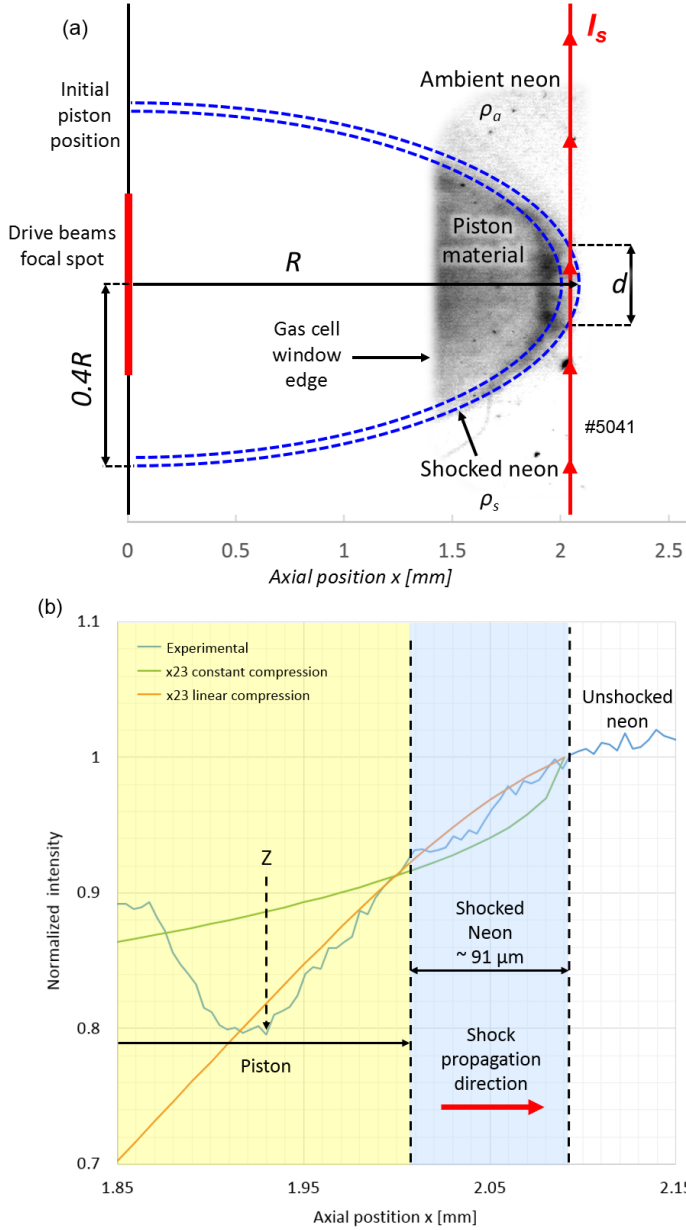 (a)
I_s
Ambient neon
ρ_a
Initial
piston
position
Drive beams
focal spot
Piston
material
R
d
Gas cell
window
edge
0.4R
#5041
Shocked neon
ρ_s
0 0.5 1 1.5 2 2.5
Axial position x [mm]
(b)
1.1
Experimental
x23 constant compression
x23 linear compression
Unshocked
neon
1
Z
0.9
Normalized intensity
Shocked
Neon
~ 91 µm
0.8
Piston
Shock
propagation
direction
0.7
1.85 1.95 2.05 2.15
Axial postition x [mm]